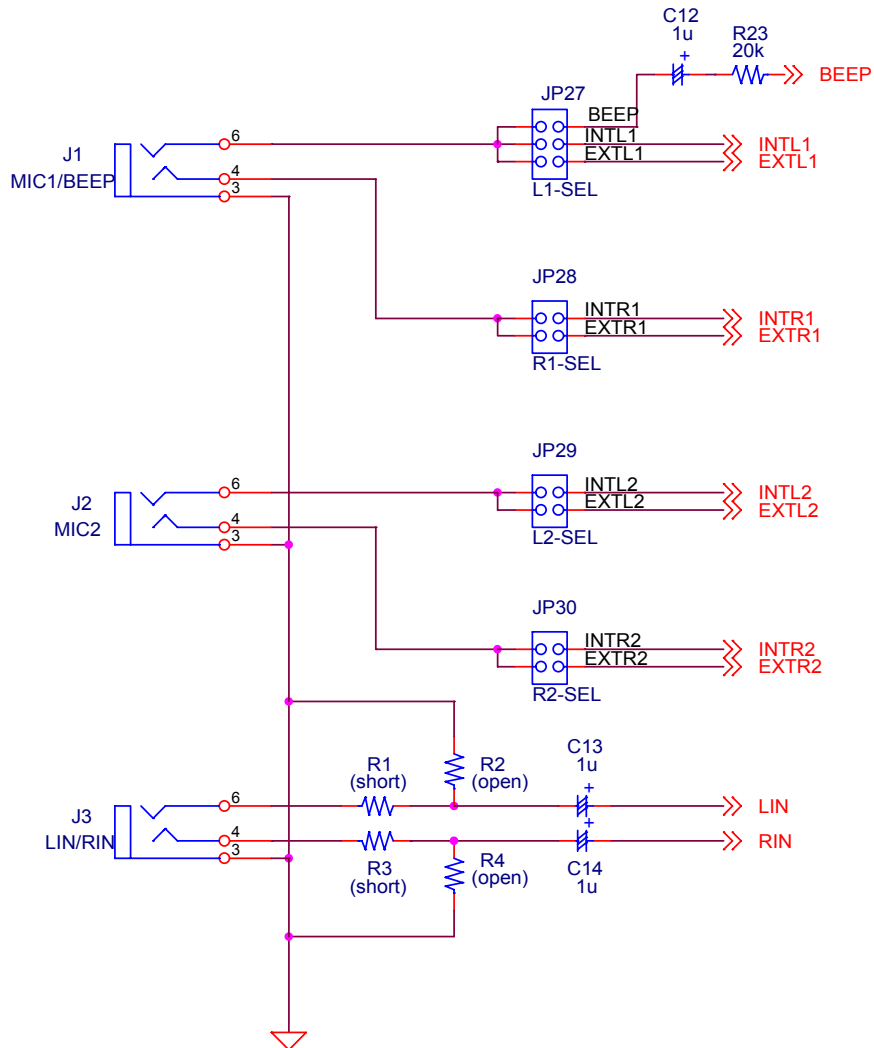 C12
1u
+
R23
20k
BEEP
JP27
BEEP
INTL1
EXTL1
INTL1
EXTL1
L1-SEL
J1
MIC1/BEEP
6
4
3
JP28
INTR1
EXTR1
INTR1
EXTR1
R1-SEL
JP29
INTL2
EXTL2
INTL2
EXTL2
L2-SEL
J2
MIC2
6
4
3
JP30
INTR2
EXTR2
INTR2
EXTR2
R2-SEL
R1
(short)
R2
(open)
C13
1u
+
LIN
J3
LIN/RIN
6
4
3
R3
(short)
R4
(open)
+
C14
1u
RIN